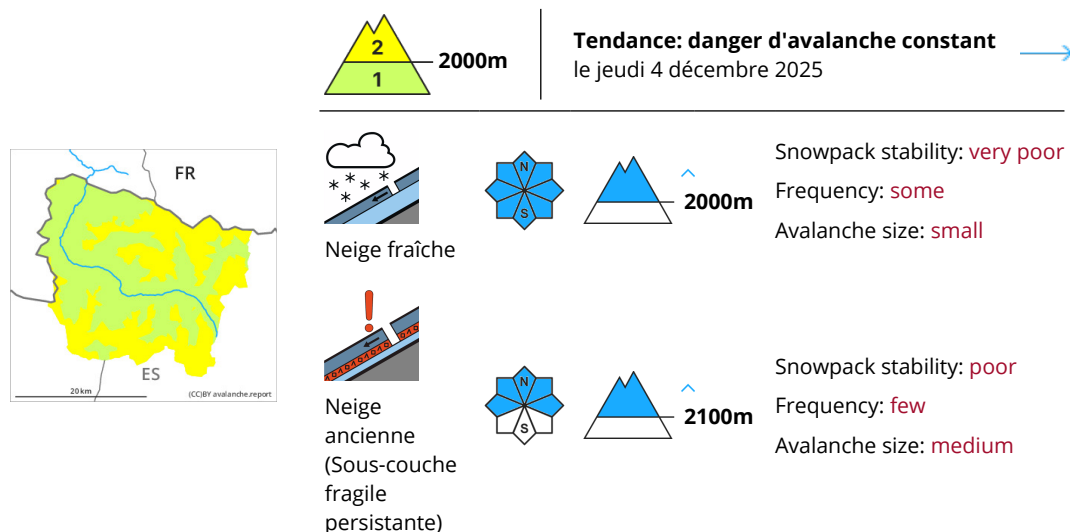 2
1
2000m
Tendance: danger d'avalanche constant
le jeudi 4 décembre 2025
FR
ES
20 km
(CC)BY avalanche.report
Neige fraîche
N
S
2000m
Snowpack stability: very poor
Frequency: some
Avalanche size: small
Neige
ancienne
(Sous-couche
fragile
persistante)
N
S
2100m
Snowpack stability: poor
Frequency: few
Avalanche size: medium